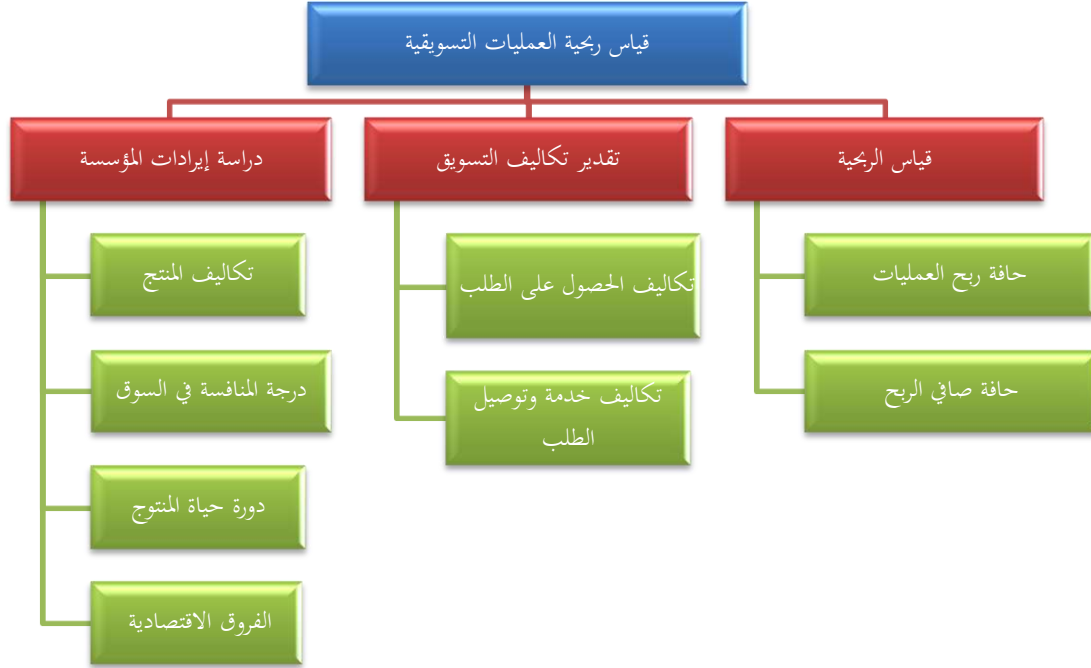 قياس ربحية العمليات التسويقية
قياس الربحية
حافة ربح العمليات
حافة صافي الربح
تقدير تكاليف التسويق
تكاليف الحصول على الطلب
تكاليف خدمة وتوصيل
الطلب
دراسة إيرادات المؤسسة
تكاليف المنتج
درجة المنافسة في السوق
دورة حياة المنتوج
الفروق الاقتصادية